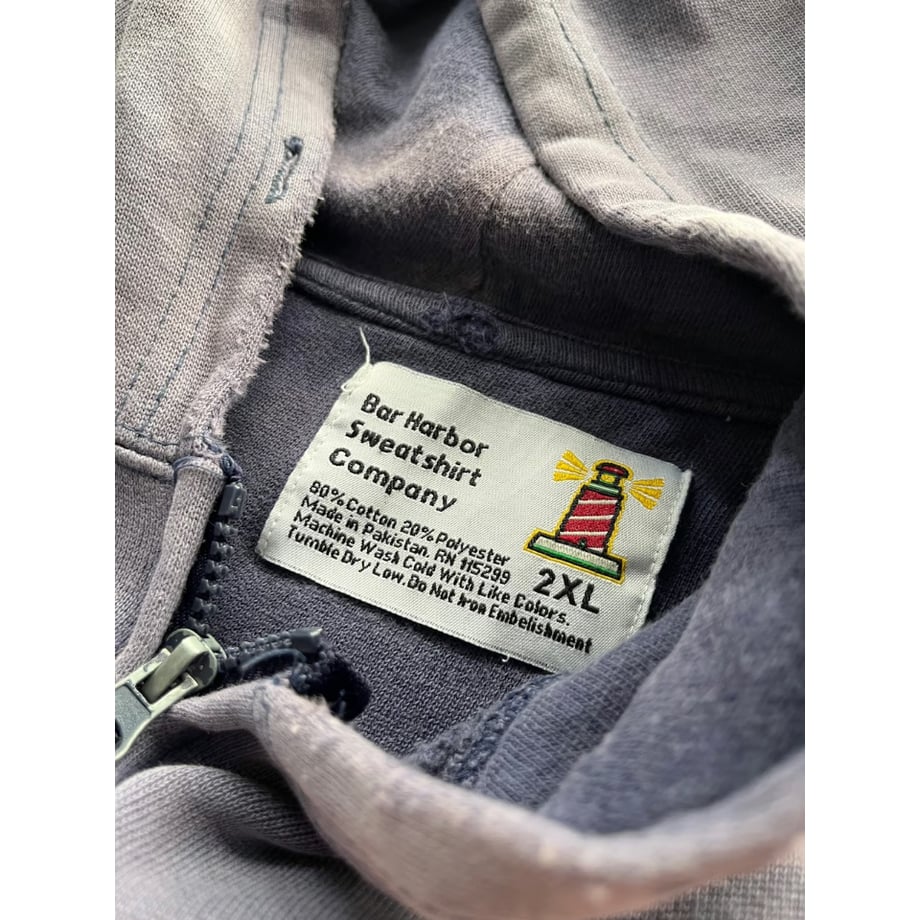 Bar Harbor
Sweatshirt
Company
80%Cotton 20%Polyester
Made in Pakistan. RN 115299
Machine Wash Cold With Like Colors.
Tumble Dry Low.Do Not Iron Embelishment
2XL